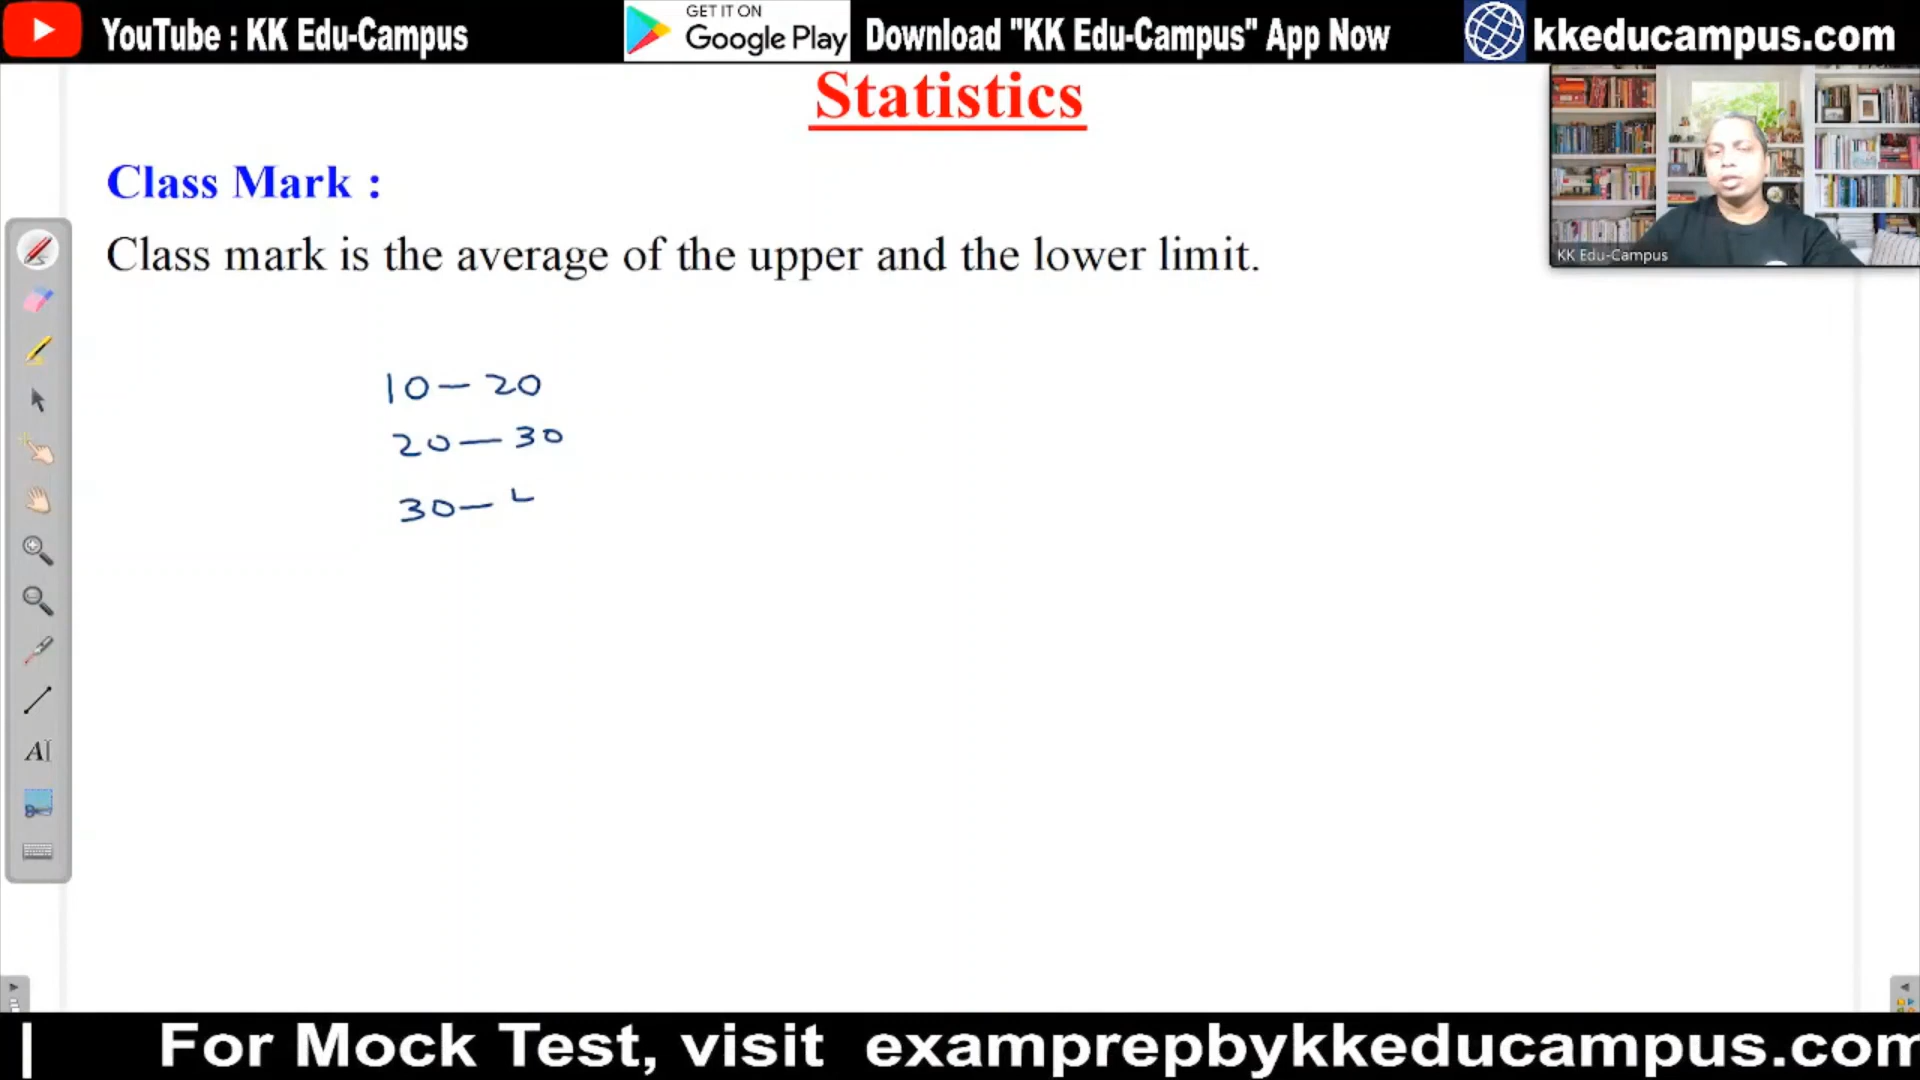 YouTube : KK Edu-Campus
GET IT ON
Google Play
Download "KK Edu-Campus" App Now
kkeducampus.com
Statistics
Class Mark :
Class mark is the average of the upper and the lower limit.
KK Edu-Campus
10 — 20
20 — 30
30 —
AI
| For Mock Test, visit examprepbykkeducampus.com